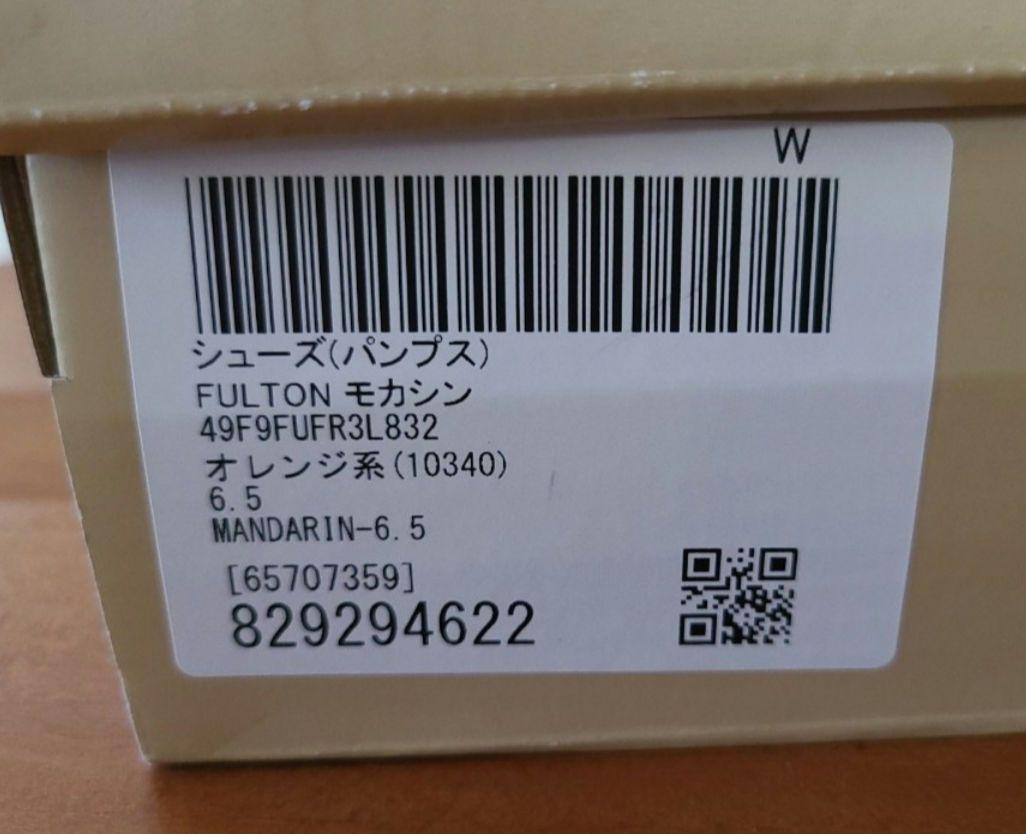 W
シューズ(パンプス)
FULTON モカシン
49F9FUFR3L832
オレンジ系(10340)
6.5
MANDARIN-6.5
[65707359]
829294622